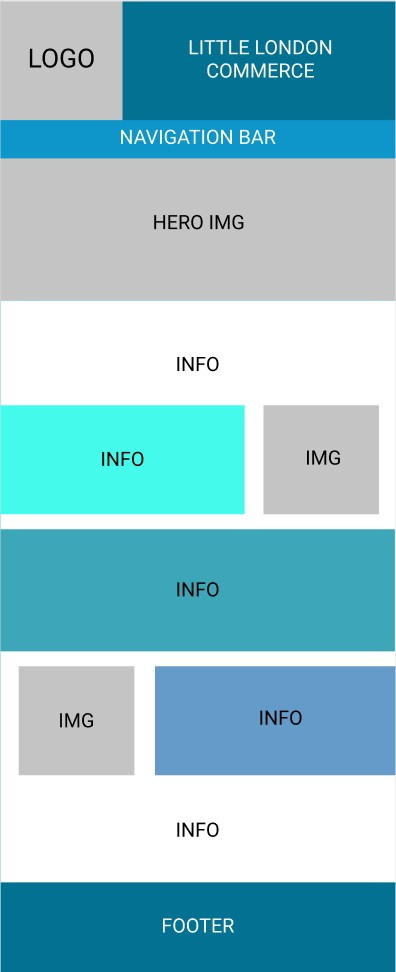 LOGO
LITTLE LONDON
COMMERCE
NAVIGATION BAR
HERO IMG
INFO
INFO
IMG
INFO
IMG
INFO
INFO
FOOTER